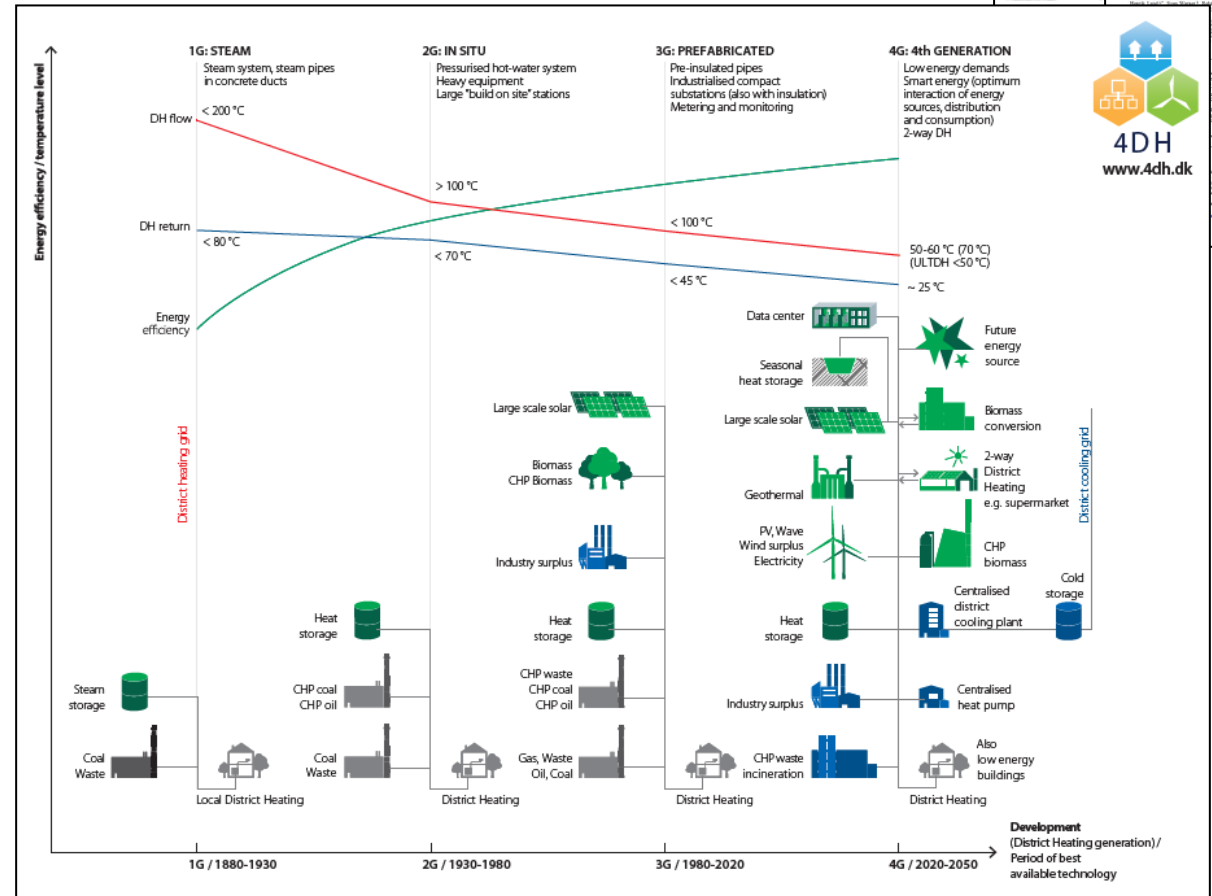 1G: STEAM
Steam system, steam pipes
in concrete ducts
2G: IN SITU
Pressurised hot-water system
Heavy equipment
Large "build on site" stations
3G: PREFABRICATED
Pre-insulated pipes
Industrialised compact
substations (also with insulation)
Metering and monitoring
4G: 4th GENERATION
Low energy demands
Smart energy (optimum
interaction of energy
sources, distribution
and consumption)
2-way DH
4DH
www.4dh.dk
Energy efficiency / temperature level
DH flow
< 200 °C
> 100 °C
< 100 °C
50-60 °C (70 °C)
(ULTDH <50 °C)
DH return
< 80 °C
< 70 °C
< 45 °C
~ 25 °C
Energy
efficiency
District heating grid
Steam
storage
Coal
Waste
Local District Heating
Heat
storage
CHP coal
CHP oil
Coal
Waste
District Heating
Large scale solar
Biomass
CHP Biomass
Industry surplus
Heat
storage
CHP waste
CHP coal
CHP oil
Gas, Waste
Oil, Coal
District Heating
Data center
Seasonal
heat storage
Large scale solar
Geothermal
PV, Wave
Wind surplus
Electricity
Heat
storage
Industry surplus
CHP waste
incineration
Future
energy
source
Biomass
conversion
2-way
District
Heating
e.g. supermarket
CHP
biomass
Centralised
district
cooling plant
Cold
storage
Centralised
heat pump
Also
low energy
buildings
District Heating
District cooling grid
1G / 1880-1930
2G / 1930-1980
3G / 1980-2020
4G / 2020-2050
Development
(District Heating generation) /
Period of best
available technology